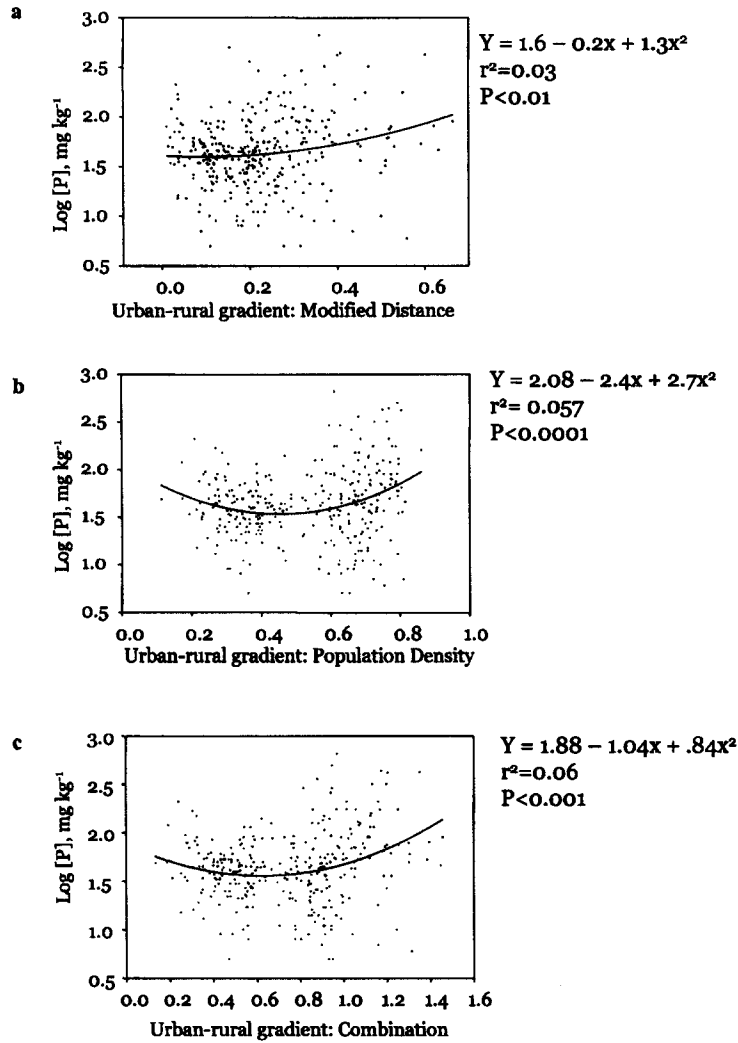 a
3.0
2.5
2.0
1.5
1.0
0.5
Log [P], mg kg⁻¹
0.0 0.2 0.4 0.6
Urban-rural gradient: Modified Distance
Y = 1.6 – 0.2x + 1.3x²
r²=0.03
P<0.01
b
3.0
2.5
2.0
1.5
1.0
0.5
Log [P], mg kg⁻¹
0.0 0.2 0.4 0.6 0.8 1.0
Urban-rural gradient: Population Density
Y = 2.08 – 2.4x + 2.7x²
r²= 0.057
P<0.0001
c
3.0
2.5
2.0
1.5
1.0
0.5
Log [P], mg kg⁻¹
0.0 0.2 0.4 0.6 0.8 1.0 1.2 1.4 1.6
Urban-rural gradient: Combination
Y = 1.88 – 1.04x + .84x²
r²=0.06
P<0.001